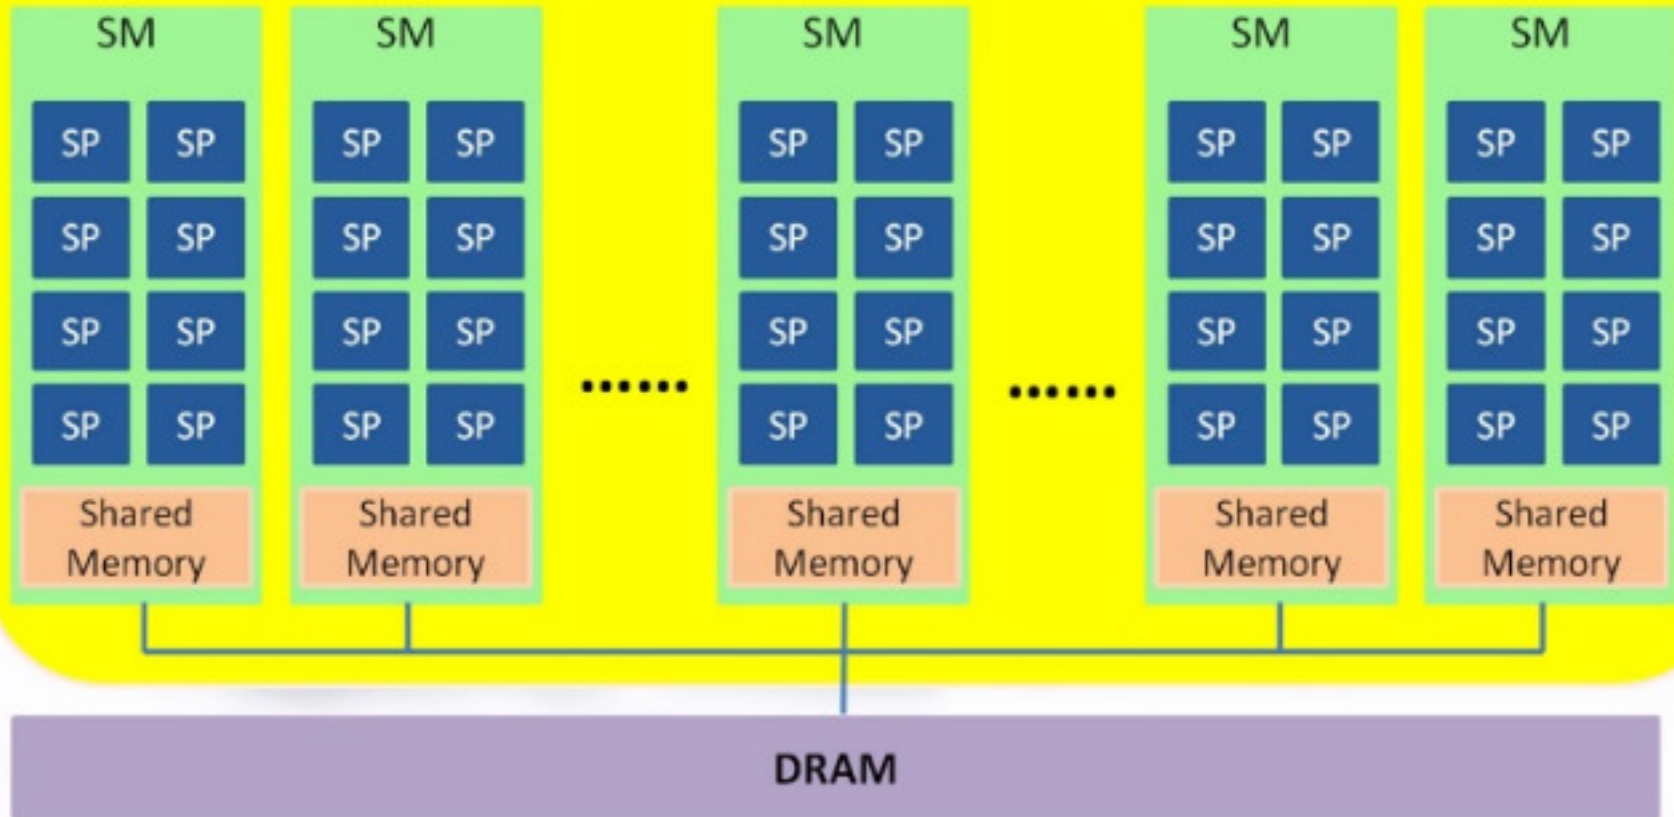 SM SM SM SM SM
SP SP SP SP SP SP SP SP SP SP
SP SP SP SP SP SP SP SP SP SP
SP SP SP SP SP SP SP SP SP SP
...... ......
SP SP SP SP SP SP SP SP SP SP
Shared Shared Shared Shared Shared
Memory Memory Memory Memory Memory
DRAM